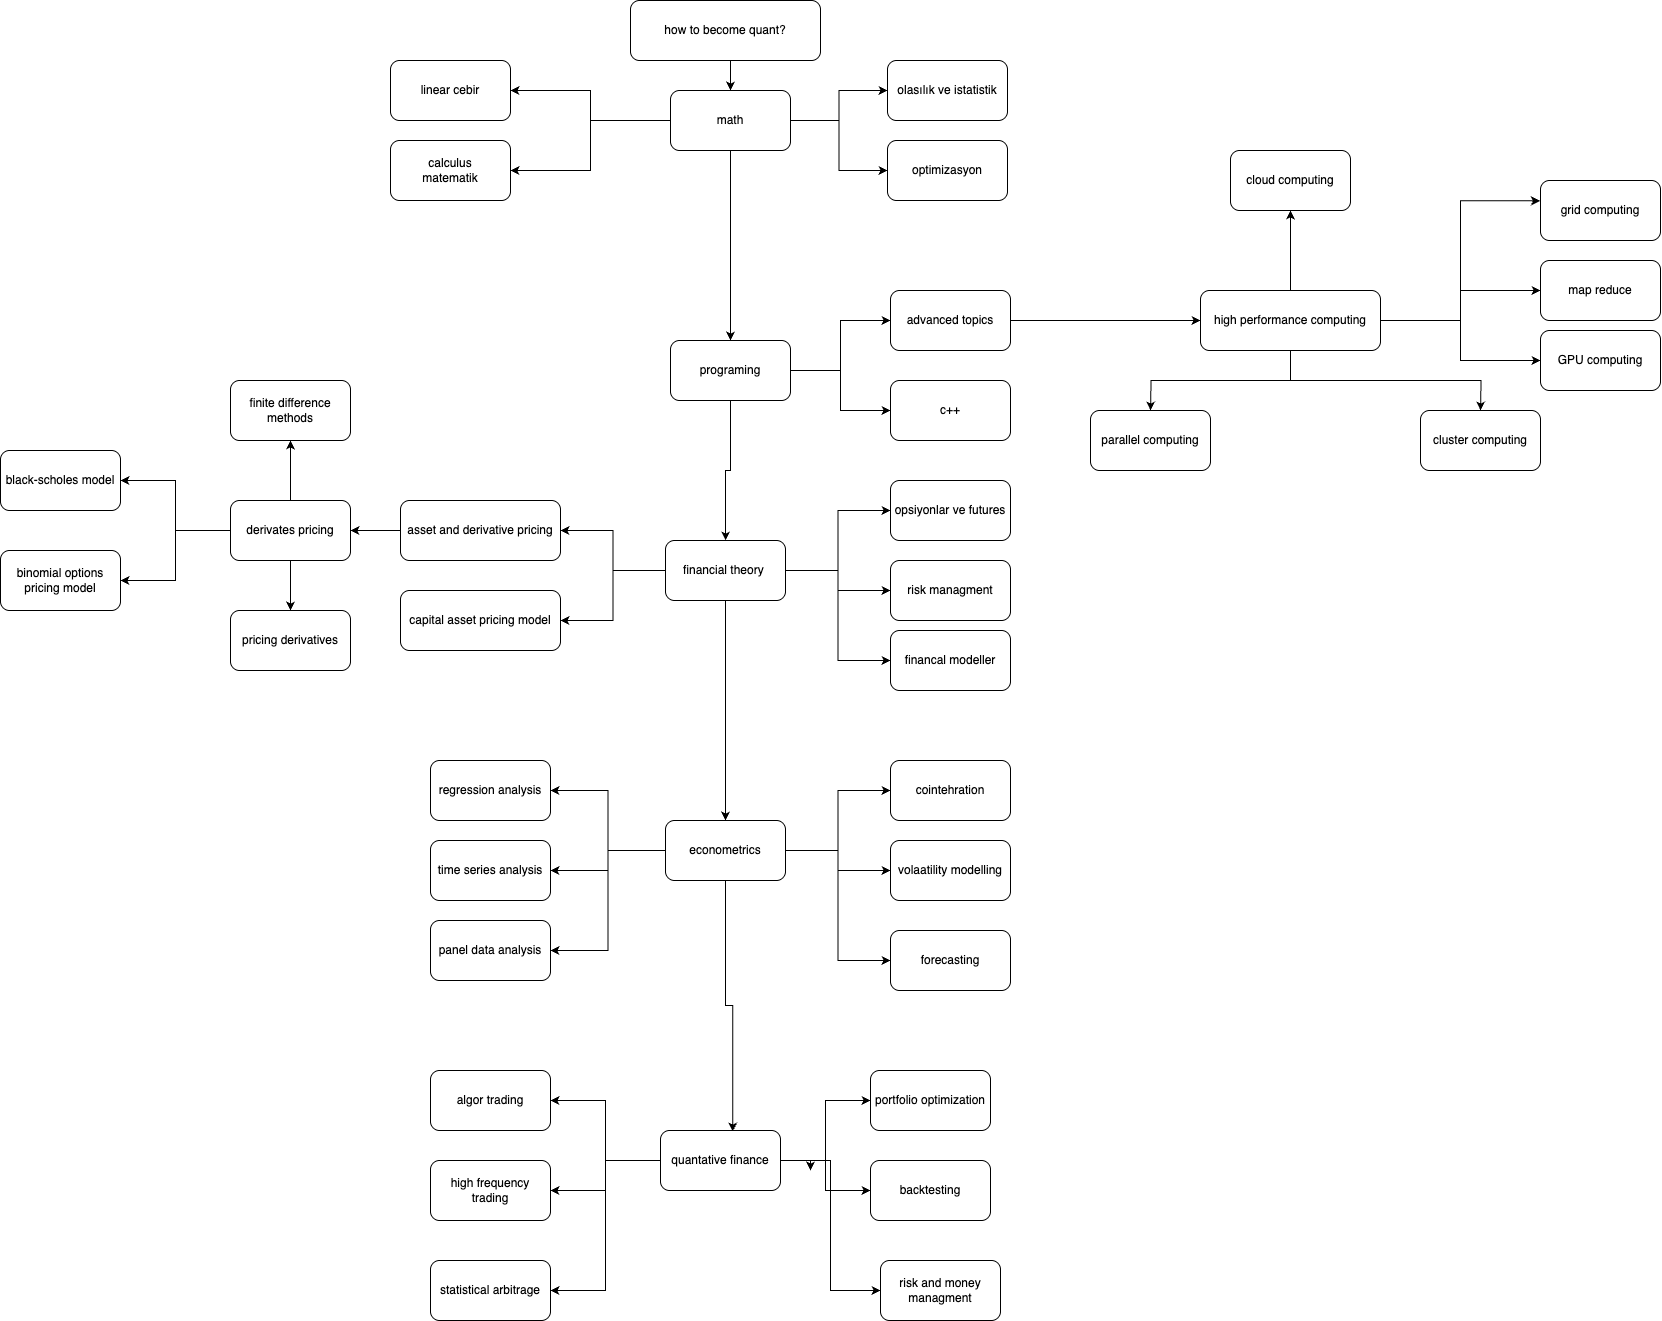 how to become quant?
linear cebir
math
olasılık ve istatistik
calculus
matematik
optimizasyon
cloud computing
grid computing
map reduce
advanced topics
high performance computing
GPU computing
programing
c++
parallel computing
cluster computing
finite difference
methods
black-scholes model
derivates pricing
asset and derivative pricing
binomial options
pricing model
pricing derivatives
capital asset pricing model
financial theory
opsiyonlar ve futures
risk managment
financal modeller
regression analysis
time series analysis
panel data analysis
econometrics
cointehration
volaatility modelling
forecasting
algor trading
high frequency
trading
statistical arbitrage
quantative finance
portfolio optimization
backtesting
risk and money
managment